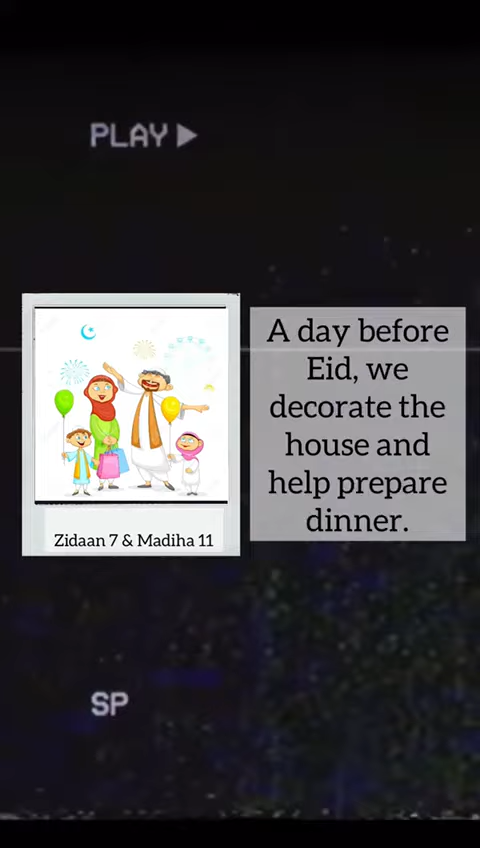 PLAY
A day before
Eid, we
decorate the
house and
help prepare
dinner.
Zidaan 7 & Madiha 11
SP